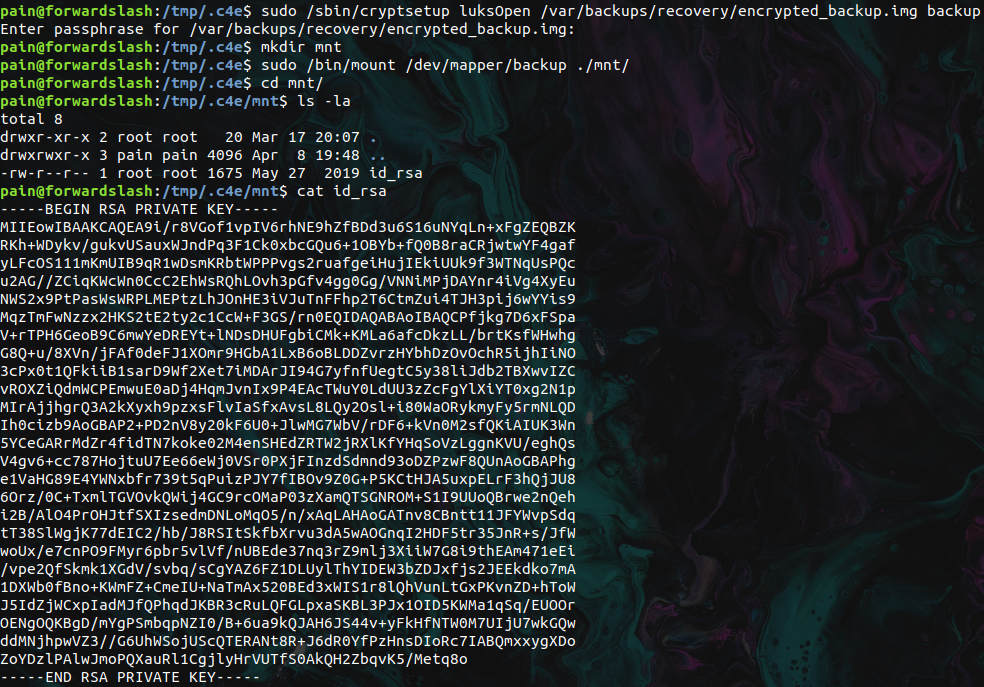 pain@forwardslash:/tmp/.c4e$ sudo /sbin/cryptsetup luksOpen /var/backups/recovery/encrypted_backup.img backup
Enter passphrase for /var/backups/recovery/encrypted_backup.img:
pain@forwardslash:/tmp/.c4e$ mkdir mnt
pain@forwardslash:/tmp/.c4e$ sudo /bin/mount /dev/mapper/backup ./mnt/
pain@forwardslash:/tmp/.c4e$ cd mnt/
pain@forwardslash:/tmp/.c4e/mnt$ ls -la
total 8
drwxr-xr-x 2 root root   20 Mar 17 20:07 .
drwxrwxr-x 3 pain pain 4096 Apr  8 19:48 ..
-rw-r--r-- 1 root root 1675 May 27  2019 id_rsa
pain@forwardslash:/tmp/.c4e/mnt$ cat id_rsa
-----BEGIN RSA PRIVATE KEY-----
MIIEowIBAAKCAQEA9i/r8VGof1vpIV6rhNE9hZfBDd3u6S16uNYqLn+xFgZEQBZK
RKh+WDykv/gukvUSauxWJndPq3F1Ck0xbcGQu6+1OBYb+fQ0B8raCRjwtwYF4gaf
yLFcOS111mKmUIB9qR1wDsmKRbtWPPPvgs2ruafgeiHujIEkiUUk9f3WTNqUsPQc
u2AG//ZCiqKWcWn0CcC2EhWsRQhLOvh3pGfv4gg0Gg/VNNiMPjDAYnr4iVg4XyEu
NWS2x9PtPasWsWRPLMEPtzLhJOnHE3iVJuTnFFhp2T6CtmZui4TJH3pij6wYYis9
MqzTmFwNzzx2HKS2tE2ty2c1CcW+F3GS/rn0EQIDAQABAoIBAQCPfjkg7D6xFSpa
V+rTPH6GeoB9C6mwYeDREYt+lNDsDHUFgbiCMk+KMLa6afcDkzLL/brtKsfWHwhg
G8Q+u/8XVn/jFAf0deFJ1XOmr9HGbA1LxB6oBLDDZvrzHYbhDzOvOchR5ijhIiNO
3cPx0t1QFkiiB1sarD9Wf2Xet7iMDArJI94G7yfnfUegtC5y38liJdb2TBXwvIZC
vROXZiQdmWCPEmwuE0aDj4HqmJvnIx9P4EAcTWuY0LdUU3zZcFgYlXiYT0xg2N1p
MIrAjjhgrQ3A2kXyxh9pzxsFlvIaSfxAvsL8LQy2Osl+i80WaORykmyFy5rmNLQD
Ih0cizb9AoGBAP2+PD2nV8y20kF6U0+JlwMG7WbV/rDF6+kVn0M2sfQKiAIUK3Wn
5YCeGARrMdZr4fidTN7koke02M4enSHEdZRTW2jRXlKfYHqSoVzLggnKVU/eghQs
V4gv6+cc787HojtuU7Ee66eWj0VSr0PXjFInzdSdmnd93oDZPzwF8QUnAoGBAPhg
e1VaHG89E4YWNxbfr739t5qPuizPJY7fIBOv9Z0G+P5KCtHJA5uxpELrF3hQjJU8
6Orz/0C+TxmlTGVOvkQWij4GC9rcOMaP03zXamQTSGNROM+S1I9UUoQBrwe2nQeh
i2B/AlO4PrOHJtfSXIzsedmDNLoMqO5/n/xAqLAHAoGATnv8CBntt11JFYWvpSdq
tT38SlWgjK77dEIC2/hb/J8RSItSkfbXrvu3dA5wAOGnqI2HDF5tr35JnR+s/JfW
woUx/e7cnPO9FMyr6pbr5vlVf/nUBEde37nq3rZ9mlj3XiiW7G8i9thEAm471eEi
/vpe2QfSkmk1XGdV/svbq/sCgYAZ6FZ1DLUylThYIDEW3bZDJxfjs2JEEkdko7mA
1DXWb0fBno+KWmFZ+CmeIU+NaTmAx520BEd3xWIS1r8lQhVunLtGxPKvnZD+hToW
J5IdZjWCxpIadMJfQPhqdJKBR3cRuLQFGLpxaSKBL3PJx1OID5KWMa1qSq/EUOOr
OENgOQKBgD/mYgPSmbqpNZI0/B+6ua9kQJAH6JS44v+yFkHfNTW0M7UIjU7wkGQw
ddMNjhpwVZ3//G6UhWSojUScQTERANt8R+J6dR0YfPzHnsDIoRc7IABQmxxygXDo
ZoYDzlPAlwJmoPQXauRl1CgjlyHrVUTfS0AkQH2ZbqvK5/Metq8o
-----END RSA PRIVATE KEY-----